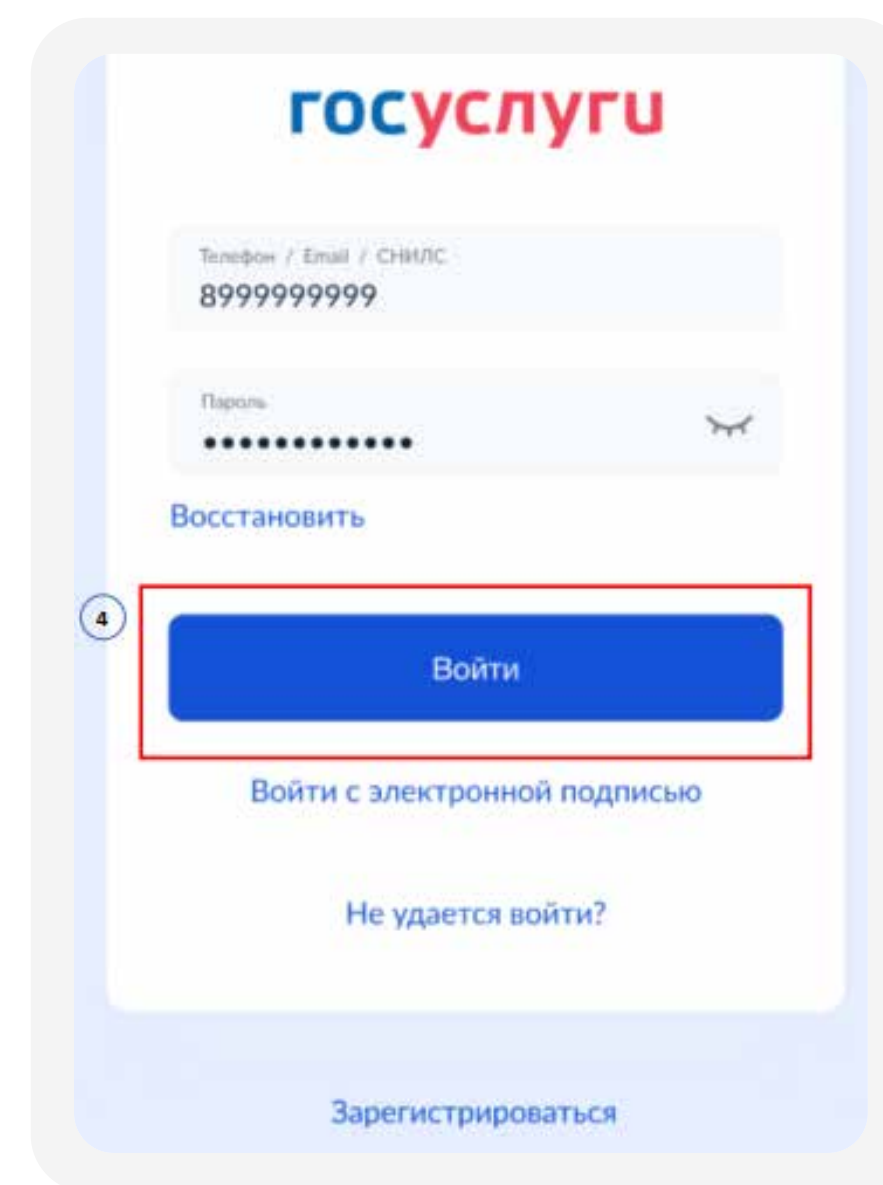 госуслуги
Телефон / Email / СНИЛС
8999999999
Пароль
••••••••••••
Восстановить
4
Войти
Войти с электронной подписью
Не удается войти?
Зарегистрироваться